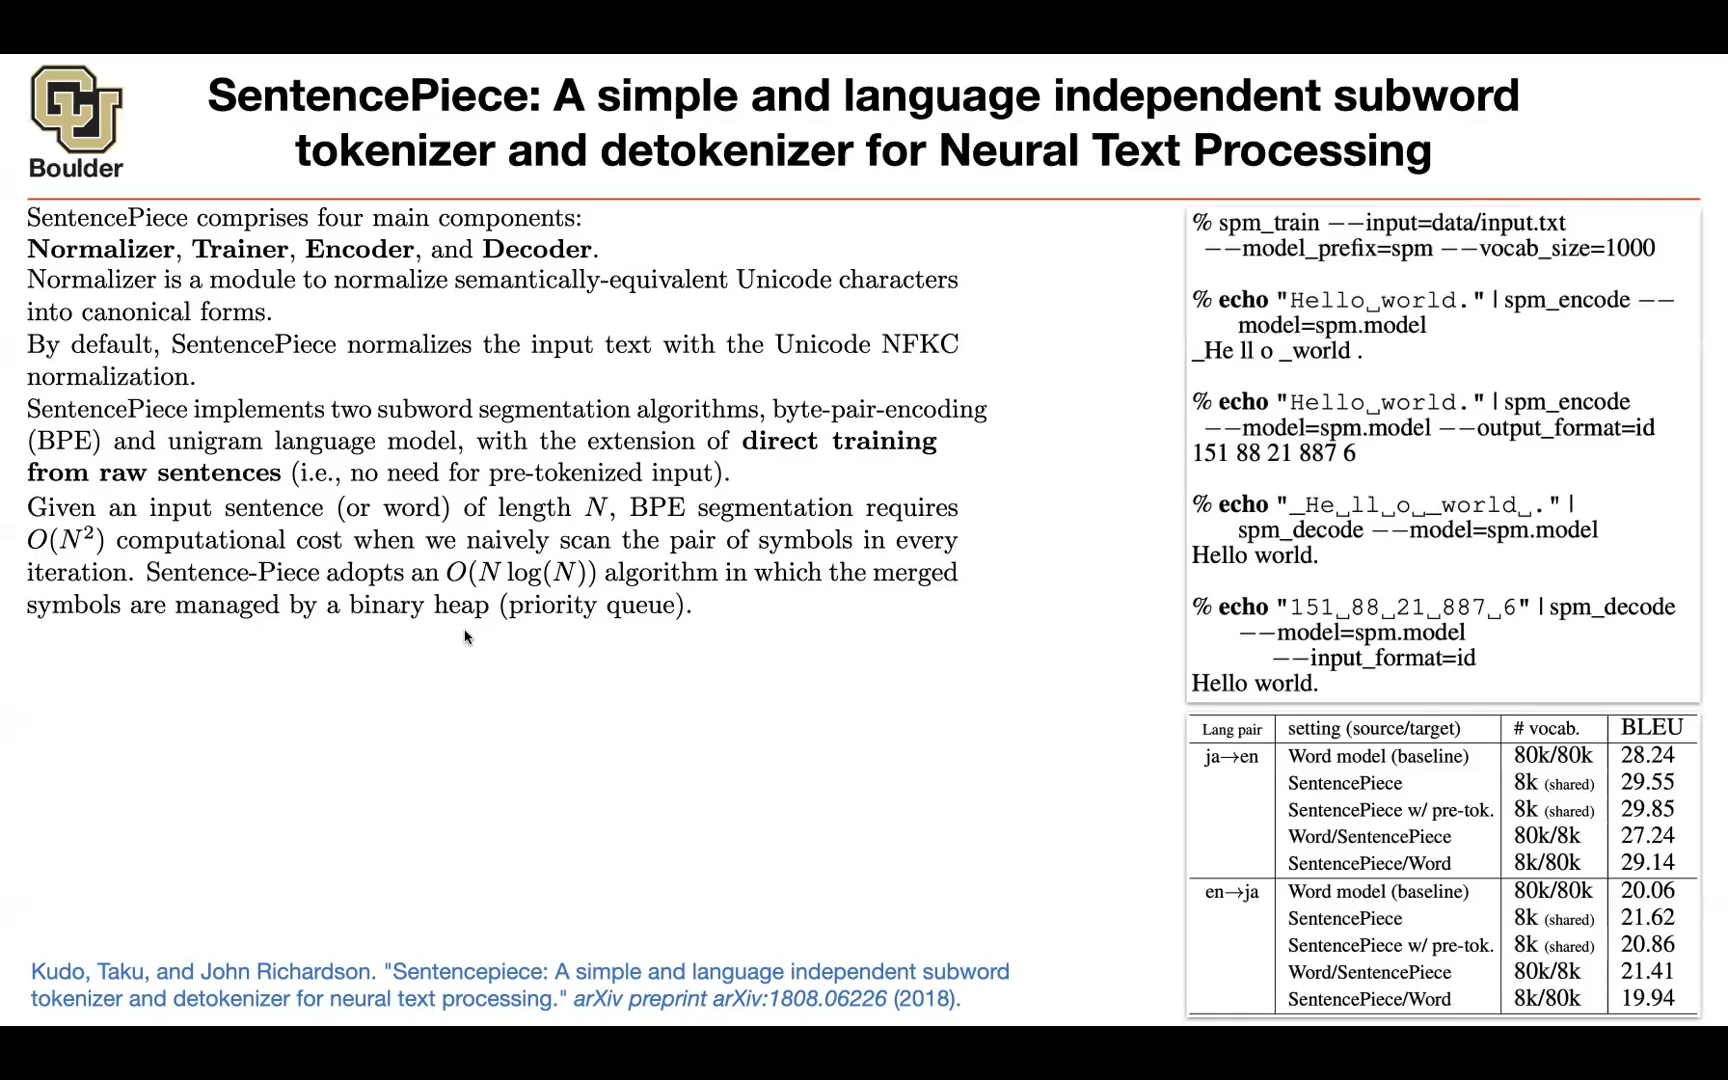 Boulder
SentencePiece: A simple and language independent subword
tokenizer and detokenizer for Neural Text Processing
SentencePiece comprises four main components:
Normalizer, Trainer, Encoder, and Decoder.
Normalizer is a module to normalize semantically-equivalent Unicode characters
into canonical forms.
By default, SentencePiece normalizes the input text with the Unicode NFKC
normalization.
SentencePiece implements two subword segmentation algorithms, byte-pair-encoding
(BPE) and unigram language model, with the extension of direct training
from raw sentences (i.e., no need for pre-tokenized input).
Given an input sentence (or word) of length N, BPE segmentation requires
O(N²) computational cost when we naively scan the pair of symbols in every
iteration. Sentence-Piece adopts an O(N log(N)) algorithm in which the merged
symbols are managed by a binary heap (priority queue).
Kudo, Taku, and John Richardson. "Sentencepiece: A simple and language independent subword
tokenizer and detokenizer for neural text processing." arXiv preprint arXiv:1808.06226 (2018).
% spm_train −−input=data/input.txt
−−model_prefix=spm −−vocab_size=1000
% echo "Hello␣world." | spm_encode −−
model=spm.model
_He ll o _world .
% echo "Hello␣world." | spm_encode
−−model=spm.model −−output_format=id
151 88 21 887 6
% echo "_He␣ll␣o␣_world␣." |
spm_decode −−model=spm.model
Hello world.
% echo "151␣88␣21␣887␣6" | spm_decode
−−model=spm.model
−−input_format=id
Hello world.
Lang pair setting (source/target) # vocab. BLEU
ja→en Word model (baseline) 80k/80k 28.24
SentencePiece 8k (shared) 29.55
SentencePiece w/ pre-tok. 8k (shared) 29.85
Word/SentencePiece 80k/8k 27.24
SentencePiece/Word 8k/80k 29.14
en→ja Word model (baseline) 80k/80k 20.06
SentencePiece 8k (shared) 21.62
SentencePiece w/ pre-tok. 8k (shared) 20.86
Word/SentencePiece 80k/8k 21.41
SentencePiece/Word 8k/80k 19.94